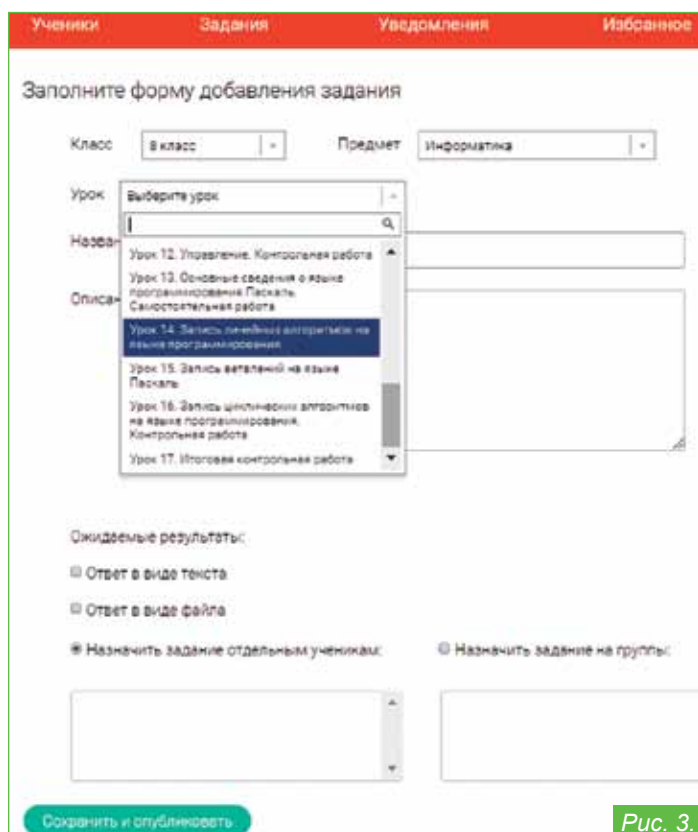 Ученики Задания Уведомления Избранное
Заполните форму добавления задания
Класс 8 класс Предмет Информатика
Урок Выберите урок
Назван
Урок 12. Управление. Контрольная работа
Урок 13. Основные сведения о языке
программирования Паскаль.
Самостоятельная работа
Описан
Урок 14. Запись линейных алгоритмов на
языке программирования
Урок 15. Запись ветвлений на языке
Паскаль
Урок 16. Запись циклических алгоритмов
на языке программирования.
Контрольная работа
Урок 17. Итоговая контрольная работа
Ожидаемые результаты:
Ответ в виде текста
Ответ в виде файла
Назначить задание отдельным ученикам: Назначить задание на группы:
Сохранить и опубликовать
Рис. 3.